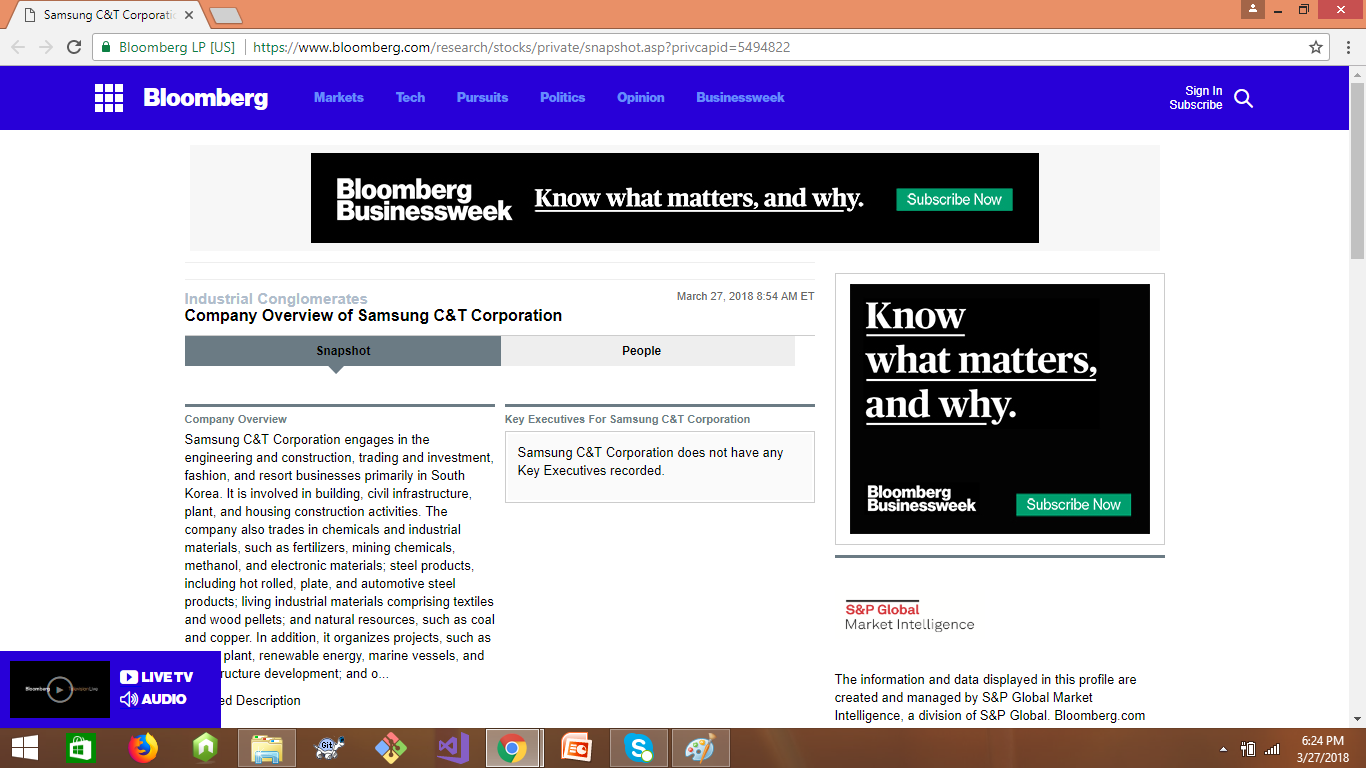 Samsung C&T Corporatio
Bloomberg LP [US]
https://www.bloomberg.com/research/stocks/private/snapshot.asp?privcapid=5494822
Bloomberg
Markets
Tech
Pursuits
Politics
Opinion
Businessweek
Sign In
Subscribe
Bloomberg
Businessweek
Know what matters, and why.
Subscribe Now
Industrial Conglomerates
March 27, 2018 8:54 AM ET
Company Overview of Samsung C&T Corporation
Snapshot
People
Company Overview
Samsung C&T Corporation engages in the
engineering and construction, trading and investment,
fashion, and resort businesses primarily in South
Korea. It is involved in building, civil infrastructure,
plant, and housing construction activities. The
company also trades in chemicals and industrial
materials, such as fertilizers, mining chemicals,
methanol, and electronic materials; steel products,
including hot rolled, plate, and automotive steel
products; living industrial materials comprising textiles
and wood pellets; and natural resources, such as coal
and copper. In addition, it organizes projects, such as
plant, renewable energy, marine vessels, and
ructure development; and o...
ed Description
Key Executives For Samsung C&T Corporation
Samsung C&T Corporation does not have any
Key Executives recorded.
Know
what matters,
and why.
Bloomberg
Businessweek
Subscribe Now
S&P Global
Market Intelligence
The information and data displayed in this profile are
created and managed by S&P Global Market
Intelligence, a division of S&P Global. Bloomberg.com
LIVE TV
AUDIO
Git
6:24 PM
3/27/2018